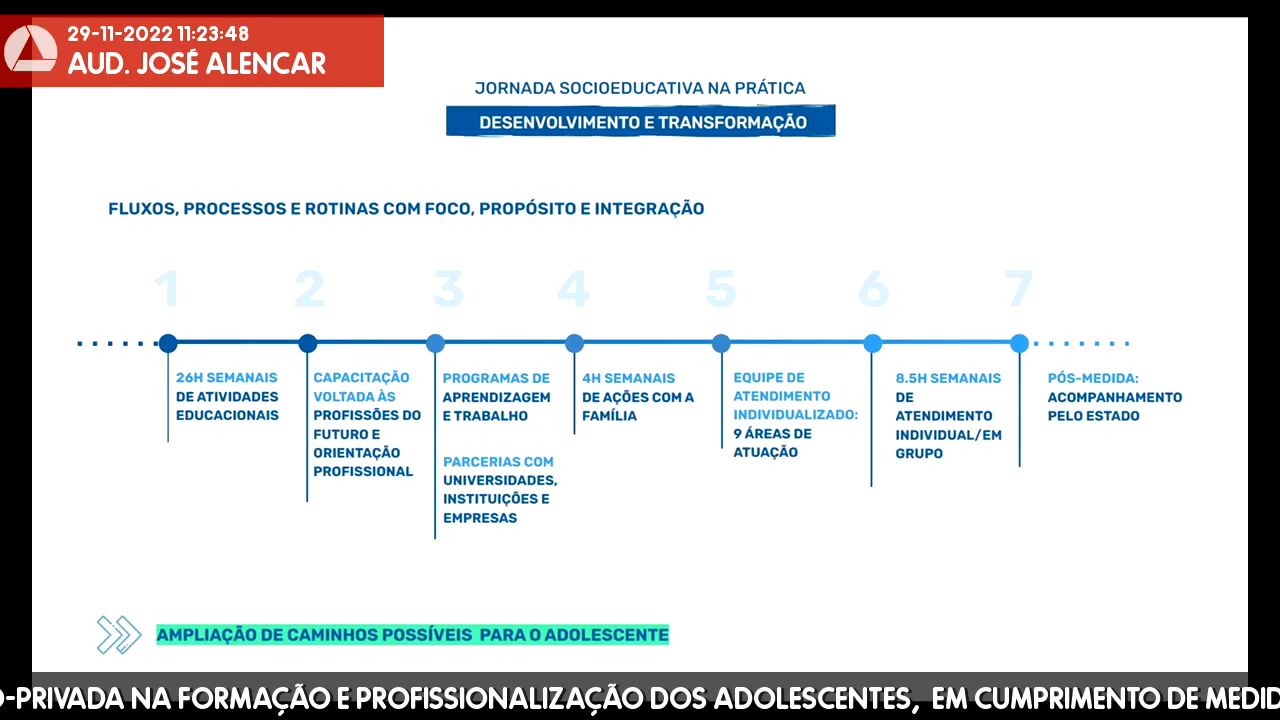 29-11-2022 11:23:48
AUD. JOSÉ ALENCAR
JORNADA SOCIOEDUCATIVA NA PRÁTICA
DESENVOLVIMENTO E TRANSFORMAÇÃO
FLUXOS, PROCESSOS E ROTINAS COM FOCO, PROPÓSITO E INTEGRAÇÃO
1
26H SEMANAIS
DE ATIVIDADES
EDUCACIONAIS
2
CAPACITAÇÃO
VOLTADA ÀS
PROFISSÕES DO
FUTURO E
ORIENTAÇÃO
PROFISSIONAL
3
PROGRAMAS DE
APRENDIZAGEM
E TRABALHO
PARCERIAS COM
UNIVERSIDADES,
INSTITUIÇÕES E
EMPRESAS
4
4H SEMANAIS
DE AÇÕES COM A
FAMÍLIA
5
EQUIPE DE
ATENDIMENTO
INDIVIDUALIZADO:
9 ÁREAS DE
ATUAÇÃO
6
8.5H SEMANAIS
DE
ATENDIMENTO
INDIVIDUAL/EM
GRUPO
7
PÓS-MEDIDA:
ACOMPANHAMENTO
PELO ESTADO
AMPLIAÇÃO DE CAMINHOS POSSÍVEIS PARA O ADOLESCENTE
O-PRIVADA NA FORMAÇÃO E PROFISSIONALIZAÇÃO DOS ADOLESCENTES, EM CUMPRIMENTO DE MEDID